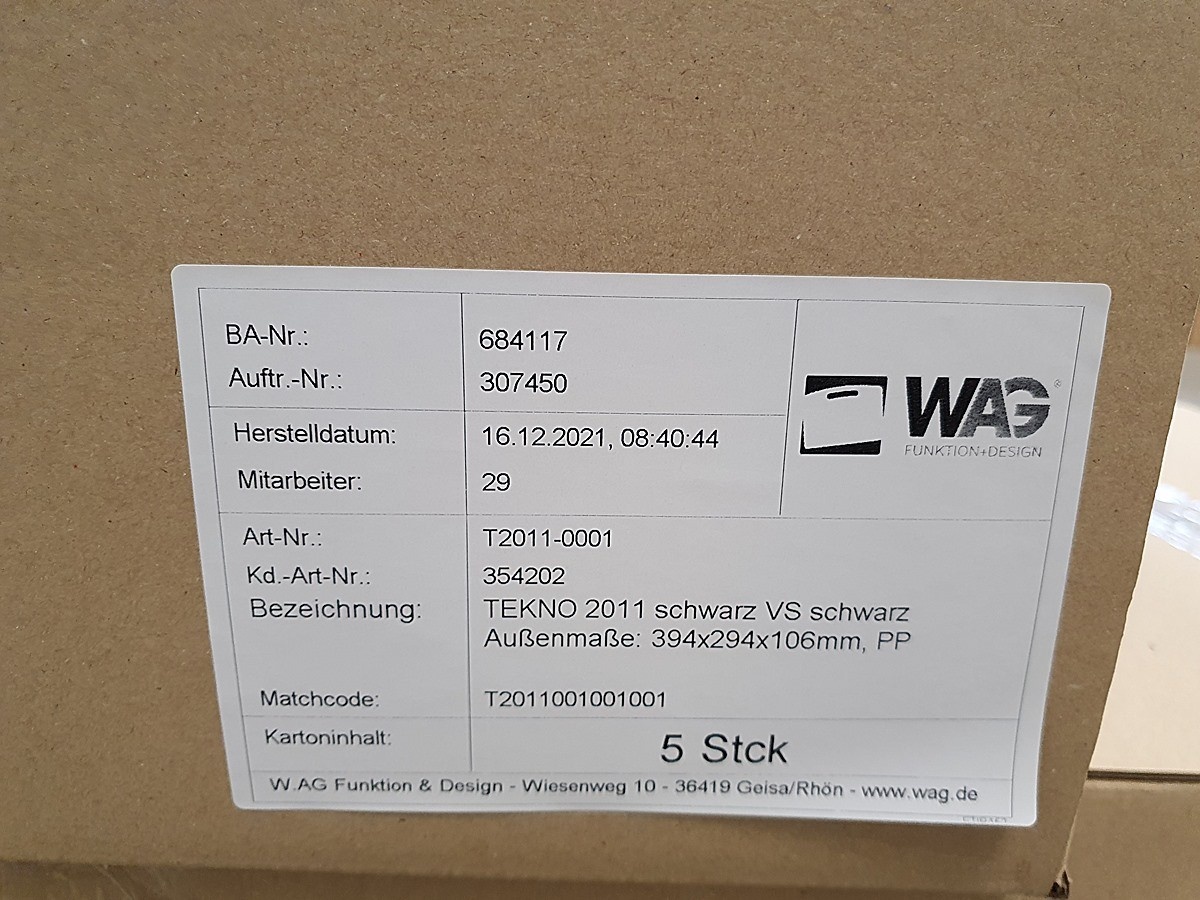 BA-Nr.: 684117
Auftr.-Nr.: 307450
Herstelldatum: 16.12.2021, 08:40:44
Mitarbeiter: 29
WAG®
FUNKTION+DESIGN
Art-Nr.: T2011-0001
Kd.-Art-Nr.: 354202
Bezeichnung: TEKNO 2011 schwarz VS schwarz
Außenmaße: 394x294x106mm, PP
Matchcode: T2011001001001
Kartoninhalt: 5 Stck
W.AG Funktion & Design - Wiesenweg 10 - 36419 Geisa/Rhön - www.wag.de